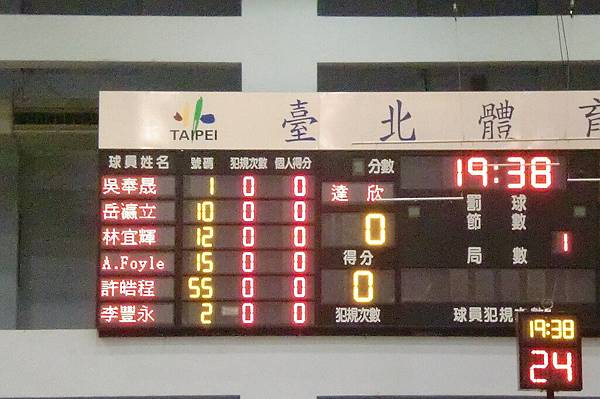 TAIPEI 臺北體育
球員姓名 號碼 犯規次數 個人得分 分數 19:38
吳奉晟 1 0 0 達欣
岳瀛立 10 0 0 0 罰球
節數
林宜輝 12 0 0 1
A.Foyle 15 0 0 得分 局數
許皓程 55 0 0 0
李豐永 2 0 0 犯規次數 球員犯規次數
19:38
24